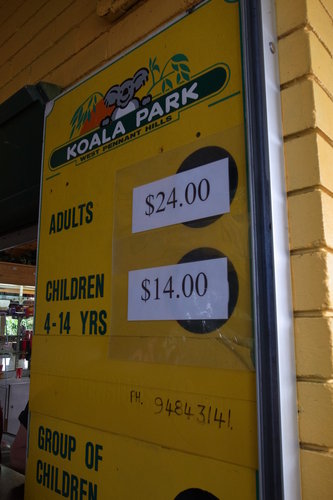 KOALA PARK
WEST PENNANT HILLS
ADULTS $24.00
CHILDREN $14.00
4-14 YRS
PH. 94843141.
GROUP OF
CHILDREN